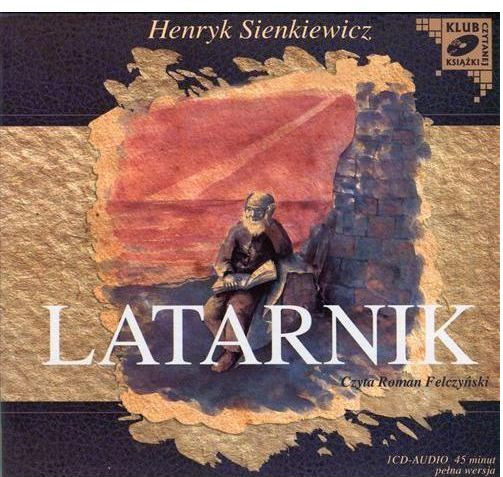 Henryk Sienkiewicz
KLUB
CZYTANEJ
KSIĄŻKI
LATARNIK
Czyta Roman Felczyński
1CD-AUDIO 45 minut
pełna wersja